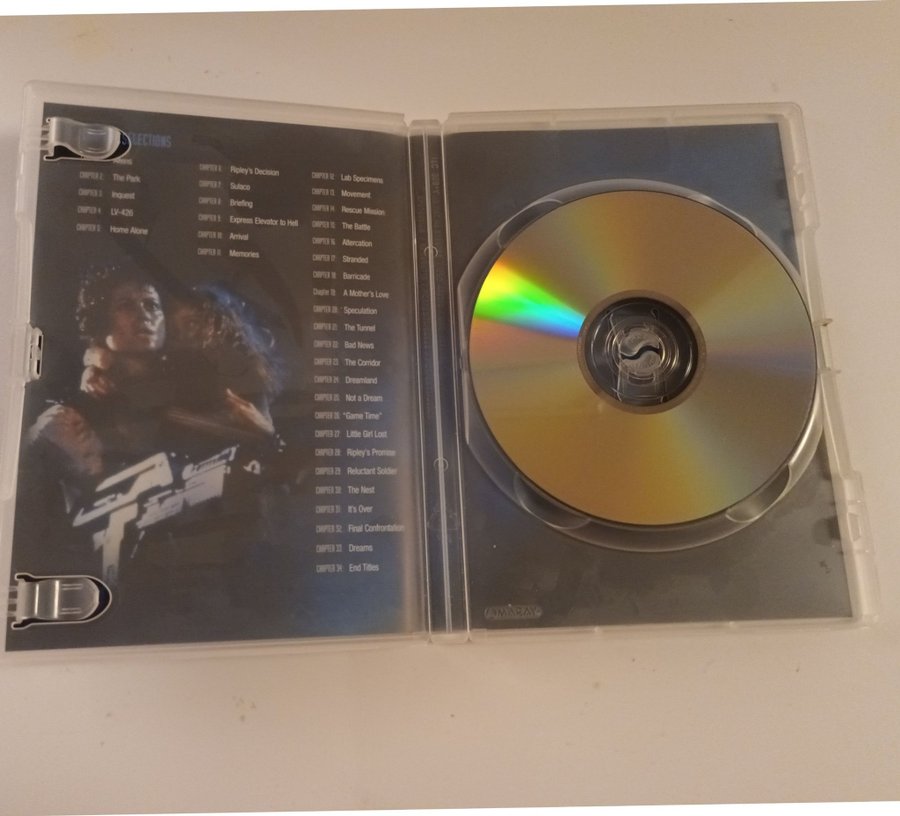 SELECTIONS
CHAPTER 2: The Park
CHAPTER 3: Inquest
CHAPTER 4: LV-426
CHAPTER 5: Home Alone
CHAPTER 6: Ripley's Decision
CHAPTER 7: Sulaco
CHAPTER 8: Briefing
CHAPTER 9: Express Elevator to Hell
CHAPTER 10: Arrival
CHAPTER 11: Memories
CHAPTER 12: Lab Specimens
CHAPTER 13: Movement
CHAPTER 14: Rescue Mission
CHAPTER 15: The Battle
CHAPTER 16: Altercation
CHAPTER 17: Stranded
CHAPTER 18: Barricade
Chapter 19: A Mother's Love
CHAPTER 20: Speculation
CHAPTER 21: The Tunnel
CHAPTER 22: Bad News
CHAPTER 23: The Corridor
CHAPTER 24: Dreamland
CHAPTER 25: Not a Dream
CHAPTER 26: "Game Time"
CHAPTER 27: Little Girl Lost
CHAPTER 28: Ripley's Promise
CHAPTER 29: Reluctant Soldier
CHAPTER 30: The Nest
CHAPTER 31: It's Over
CHAPTER 32: Final Confrontation
CHAPTER 33: Dreams
CHAPTER 34: End Titles
AMARAY